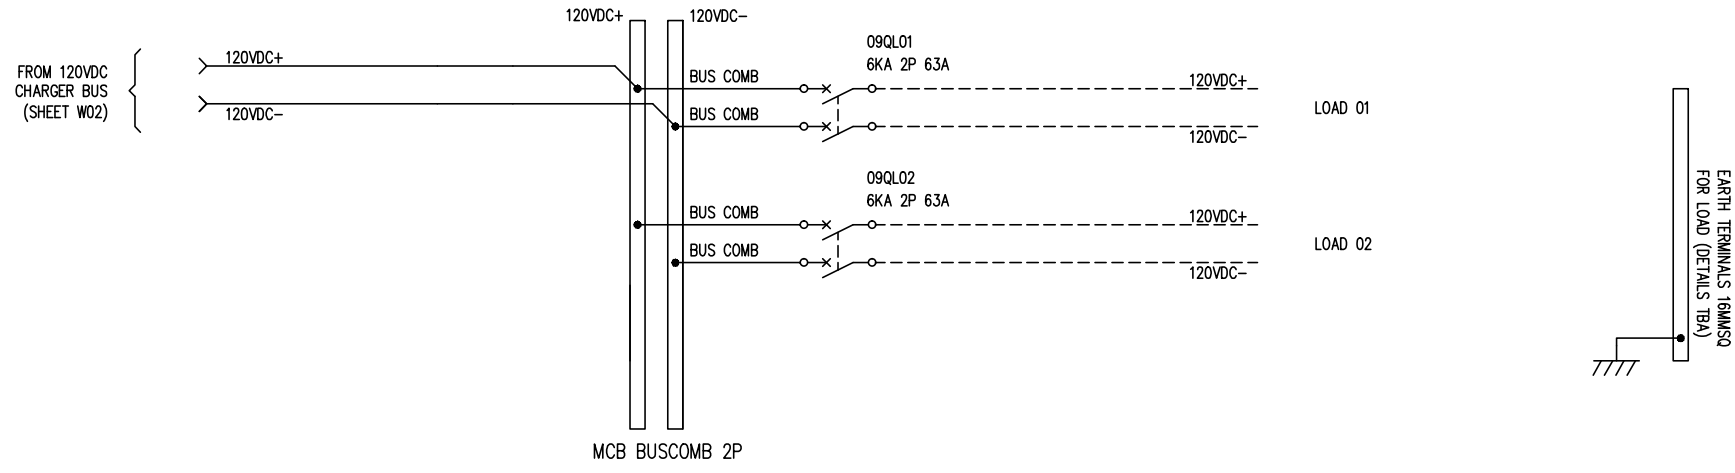 120VDC+
120VDC-
FROM 120VDC
CHARGER BUS
(SHEET W02)
120VDC+
120VDC-
BUS COMB
BUS COMB
09QL01
6KA 2P 63A
120VDC+
120VDC-
LOAD 01
BUS COMB
BUS COMB
09QL02
6KA 2P 63A
120VDC+
120VDC-
LOAD 02
MCB BUSCOMB 2P
EARTH TERMINALS 16MMSQ
FOR LOAD (DETAILS TBA)